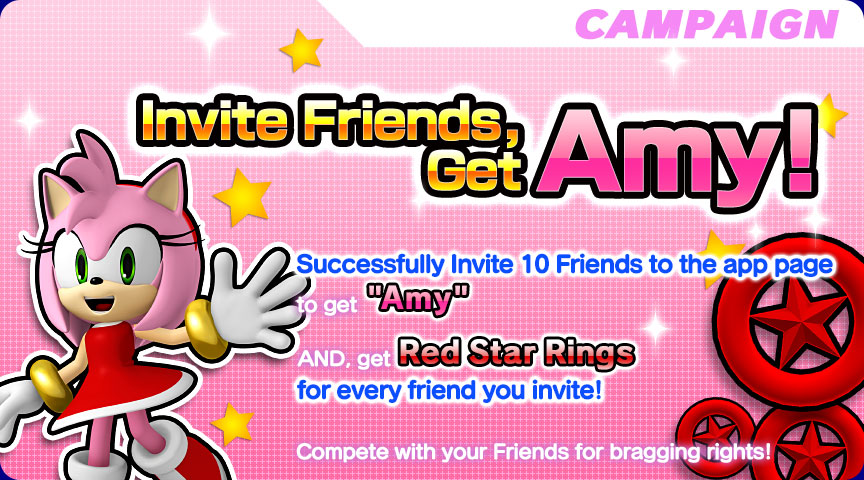 CAMPAIGN
Invite Friends,
Get Amy!
Successfully Invite 10 Friends to the app page
to get "Amy"
AND, get Red Star Rings
for every friend you invite!
Compete with your Friends for bragging rights!